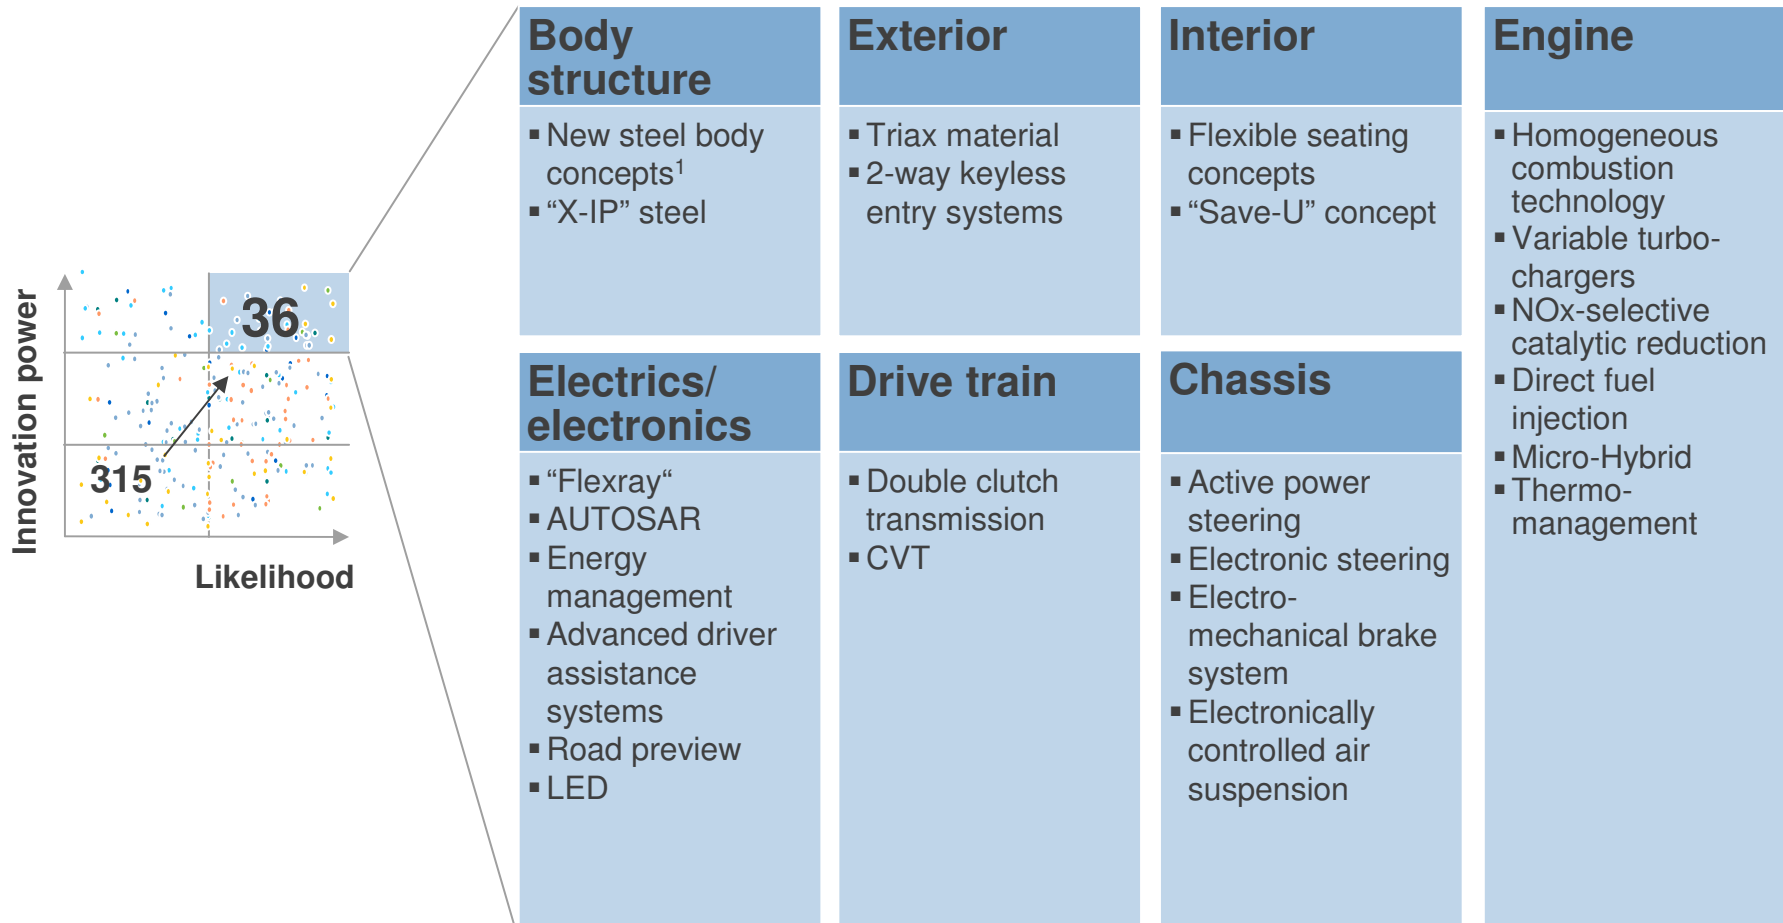 Innovation power
36
315
Likelihood
Body
structure
▪ New steel body
concepts¹
▪ “X-IP” steel
Exterior
▪ Triax material
▪ 2-way keyless
entry systems
Interior
▪ Flexible seating
concepts
▪ “Save-U” concept
Engine
▪ Homogeneous
combustion
technology
▪ Variable turbo-
chargers
▪ NOx-selective
catalytic reduction
▪ Direct fuel
injection
▪ Micro-Hybrid
▪ Thermo-
management
Electrics/
electronics
▪ “Flexray“
▪ AUTOSAR
▪ Energy
management
▪ Advanced driver
assistance
systems
▪ Road preview
▪ LED
Drive train
▪ Double clutch
transmission
▪ CVT
Chassis
▪ Active power
steering
▪ Electronic steering
▪ Electro-
mechanical brake
system
▪ Electronically
controlled air
suspension